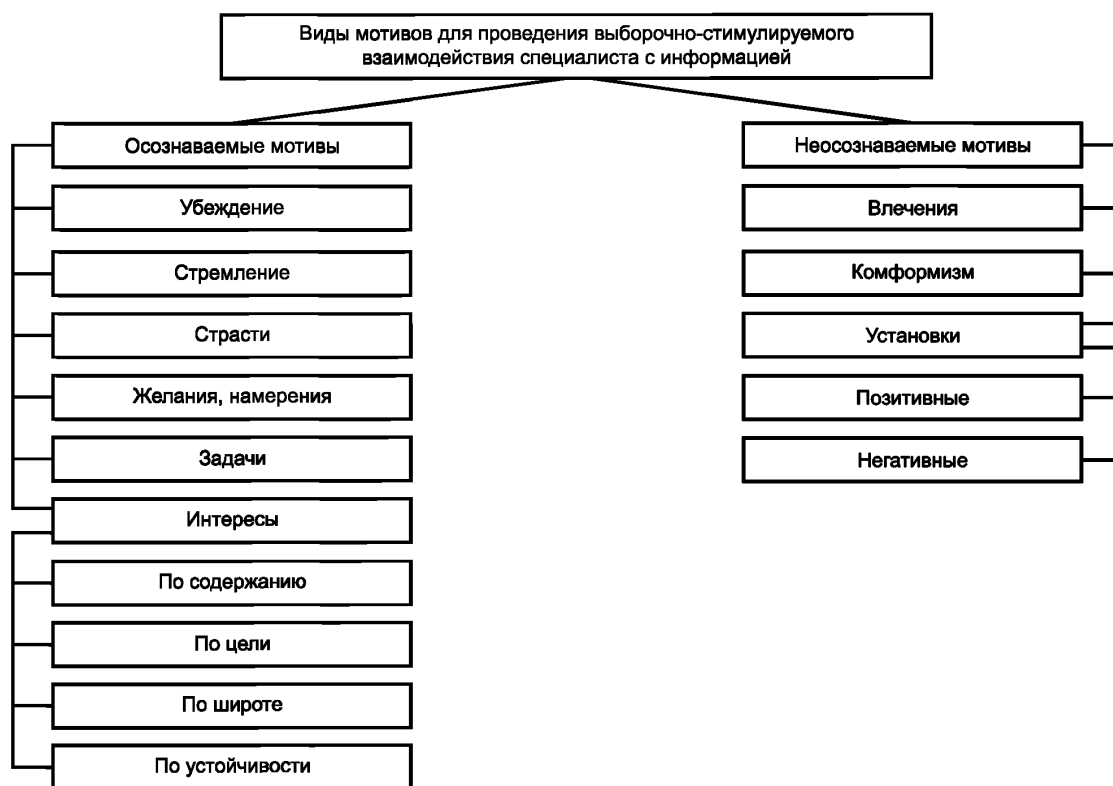 Виды мотивов для проведения выборочно-стимулируемого
взаимодействия специалиста с информацией
Осознаваемые мотивы
Убеждение
Стремление
Страсти
Желания, намерения
Задачи
Интересы
По содержанию
По цели
По широте
По устойчивости
Неосознаваемые мотивы
Влечения
Комформизм
Установки
Позитивные
Негативные